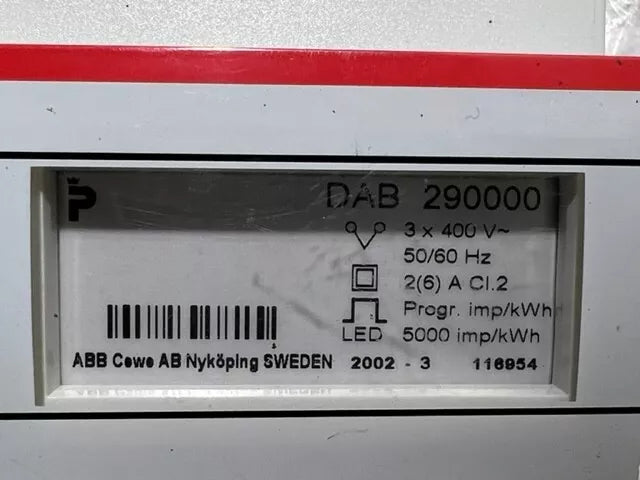 P
DAB 290000
3 x 400 V~
50/60 Hz
2(6) A Cl.2
Progr. imp/kWh
LED 5000 imp/kWh
ABB Cewe AB Nyköping SWEDEN 2002 - 3 116954